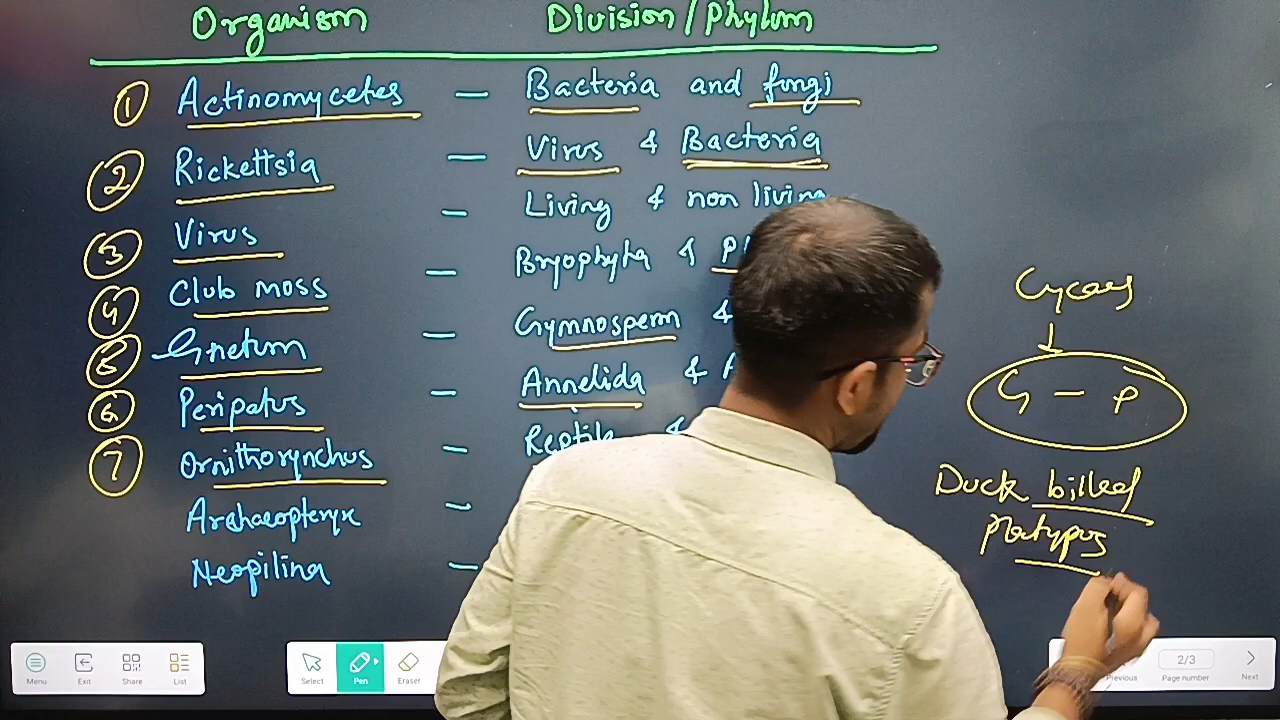 Organism Division/Phylum
1 Actinomycetes - Bacteria and fungi
2 Rickettsia - Virus & Bacteria
3 Virus - Living & non living
4 Club moss - Bryophyta &
5 Gnetum - Gymnosperm &
6 Peripatus - Annelida &
7 Ornithorynchus - Reptile &
Archaeopteryx -
Neopilina -
Cycas
G - P
Duck billed
platypus
Menu Exit Share List
Select Pen Eraser
Previous 2/3 Page number Next